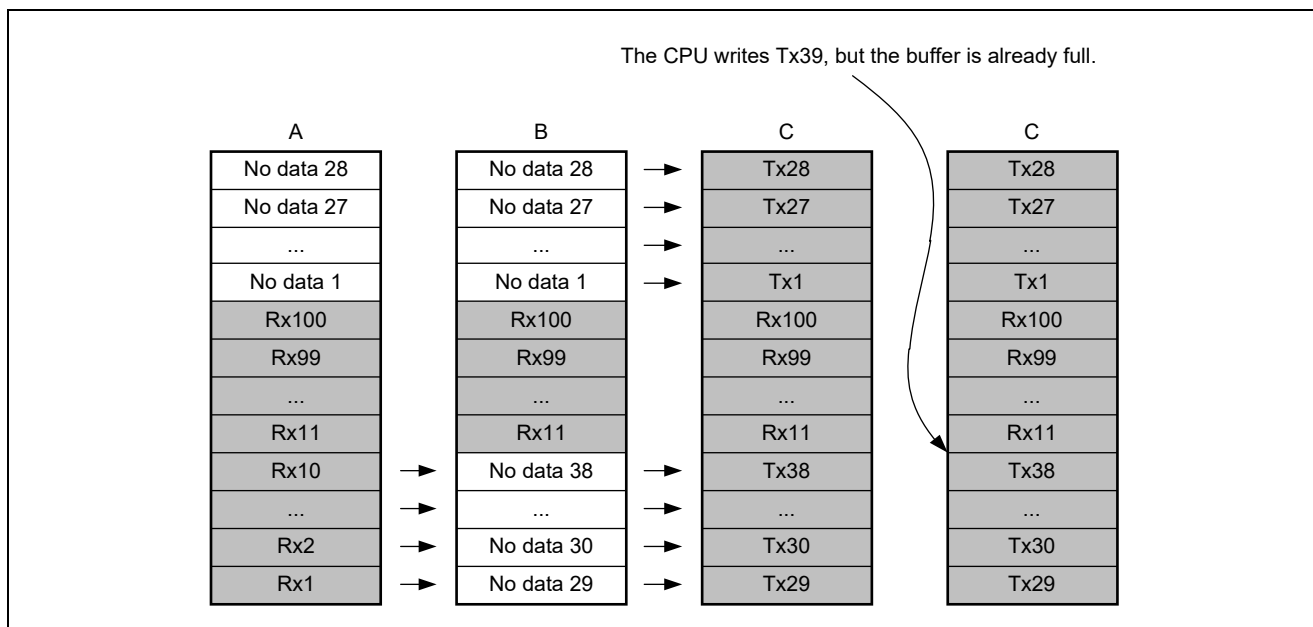 The CPU writes Tx39, but the buffer is already full.
A B C C
No data 28 No data 28 Tx28 Tx28
No data 27 No data 27 Tx27 Tx27
... ... ... ...
No data 1 No data 1 Tx1 Tx1
Rx100 Rx100 Rx100 Rx100
Rx99 Rx99 Rx99 Rx99
... ... ... ...
Rx11 Rx11 Rx11 Rx11
Rx10 No data 38 Tx38 Tx38
... ... ... ...
Rx2 No data 30 Tx30 Tx30
Rx1 No data 29 Tx29 Tx29